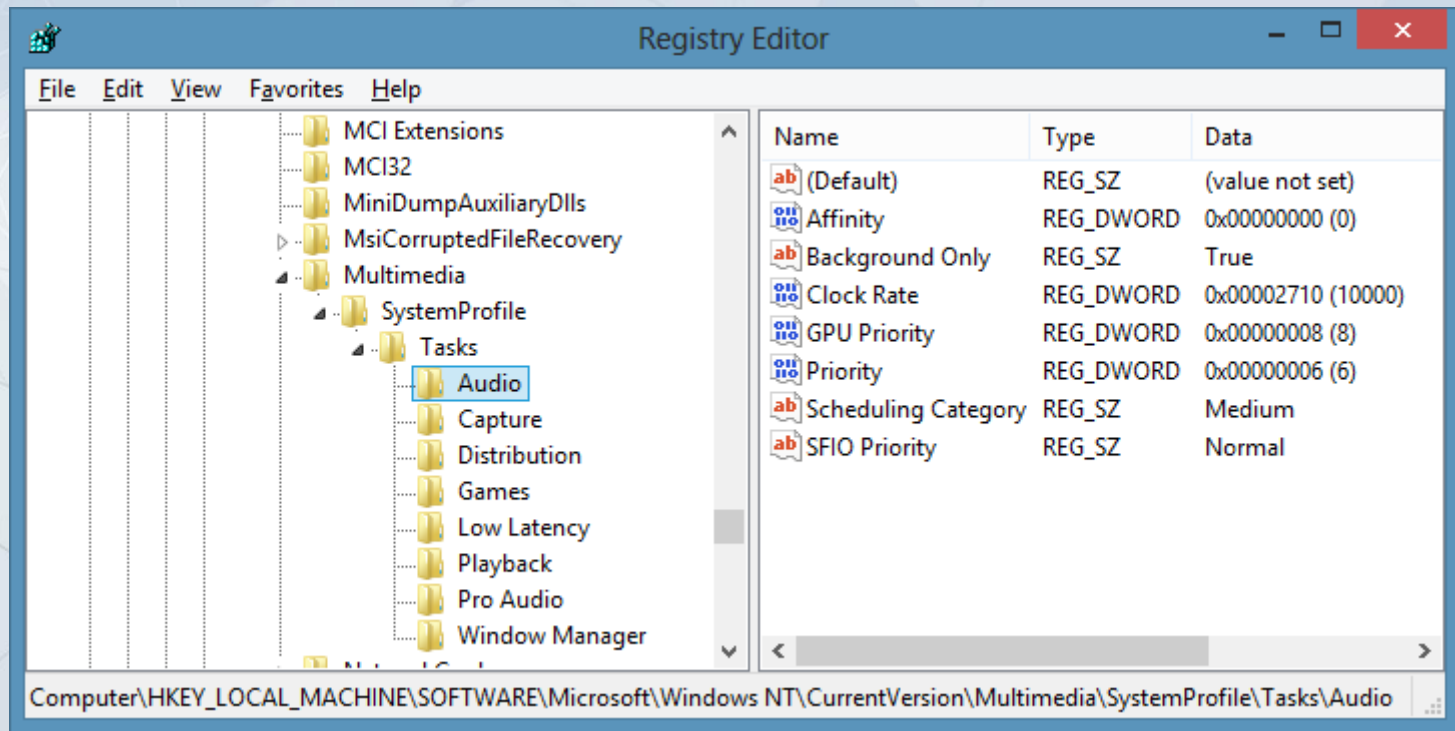 Registry Editor
File Edit View Favorites Help
MCI Extensions
MCI32
MiniDumpAuxiliaryDlls
MsiCorruptedFileRecovery
Multimedia
SystemProfile
Tasks
Audio
Capture
Distribution
Games
Low Latency
Playback
Pro Audio
Window Manager
Name Type Data
(Default) REG_SZ (value not set)
Affinity REG_DWORD 0x00000000 (0)
Background Only REG_SZ True
Clock Rate REG_DWORD 0x00002710 (10000)
GPU Priority REG_DWORD 0x00000008 (8)
Priority REG_DWORD 0x00000006 (6)
Scheduling Category REG_SZ Medium
SFIO Priority REG_SZ Normal
Computer\HKEY_LOCAL_MACHINE\SOFTWARE\Microsoft\Windows NT\CurrentVersion\Multimedia\SystemProfile\Tasks\Audio